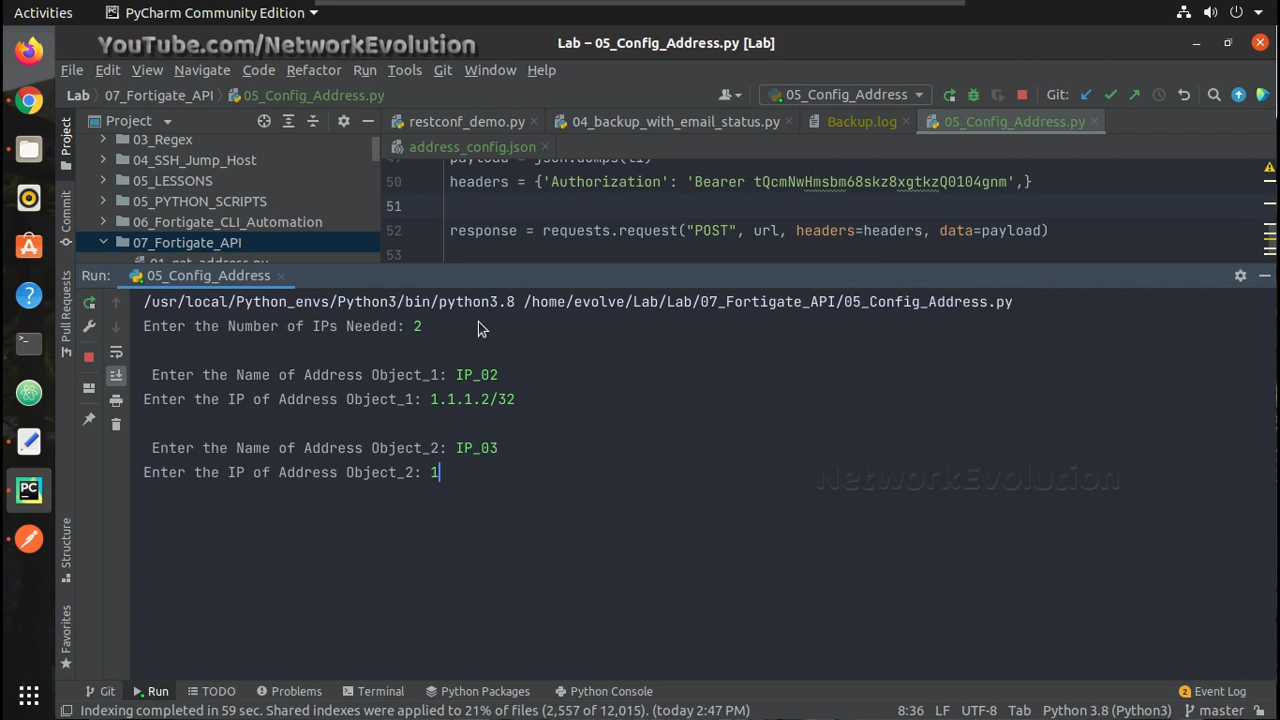 Activities PyCharm Community Edition
YouTube.com/NetworkEvolution
Lab – 05_Config_Address.py [Lab]
File Edit View Navigate Code Refactor Run Tools Git Window Help
Lab 07_Fortigate_API 05_Config_Address.py 05_Config_Address Git:
Project Project restconf_demo.py 04_backup_with_email_status.py Backup.log 05_Config_Address.py
03_Regex address_config.json
04_SSH_Jump_Host
05_LESSONS 50 headers = {'Authorization': 'Bearer tQcmNwHmsbm68skz8xgtkzQ0104gnm',}
05_PYTHON_SCRIPTS 51
06_Fortigate_CLI_Automation 52 response = requests.request("POST", url, headers=headers, data=payload)
07_Fortigate_API 53
Commit
Pull Requests
Structure
Favorites
Run: 05_Config_Address
/usr/local/Python_envs/Python3/bin/python3.8 /home/evolve/Lab/Lab/07_Fortigate_API/05_Config_Address.py
Enter the Number of IPs Needed: 2
Enter the Name of Address Object_1: IP_02
Enter the IP of Address Object_1: 1.1.1.2/32
Enter the Name of Address Object_2: IP_03
Enter the IP of Address Object_2: 1
NetworkEvolution
Git Run TODO Problems Terminal Python Packages Python Console 2 Event Log
Indexing completed in 59 sec. Shared indexes were applied to 21% of files (2,557 of 12,015). (today 2:47 PM) 8:36 LF UTF-8 Tab Python 3.8 (Python3) master